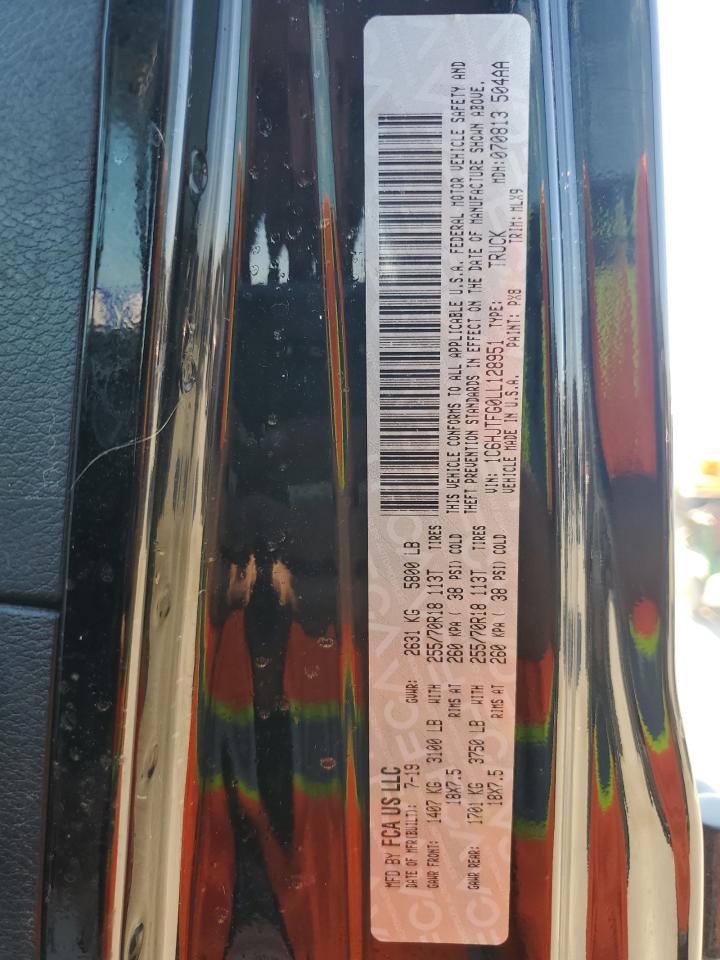 MFD BY FCA US LLC
DATE OF MFR(BUILT): 7-19 GVWR: 2631 KG 5800 LB
GAWR FRONT: 1407 KG 3100 LB WITH 255/70R18 113T TIRES
18X7.5 RIMS AT 260 KPA ( 38 PSI) COLD
GAWR REAR: 1701 KG 3750 LB WITH 255/70R18 113T TIRES
18X7.5 RIMS AT 260 KPA ( 38 PSI) COLD
THIS VEHICLE CONFORMS TO ALL APPLICABLE U.S.A. FEDERAL MOTOR VEHICLE SAFETY AND
THEFT PREVENTION STANDARDS IN EFFECT ON THE DATE OF MANUFACTURE SHOWN ABOVE.
VIN: 1C6HJTFG0LL128951 TYPE: TRUCK MDH:070813 504AA
VEHICLE MADE IN U.S.A. PAINT: PX8 TRIM: MLX9